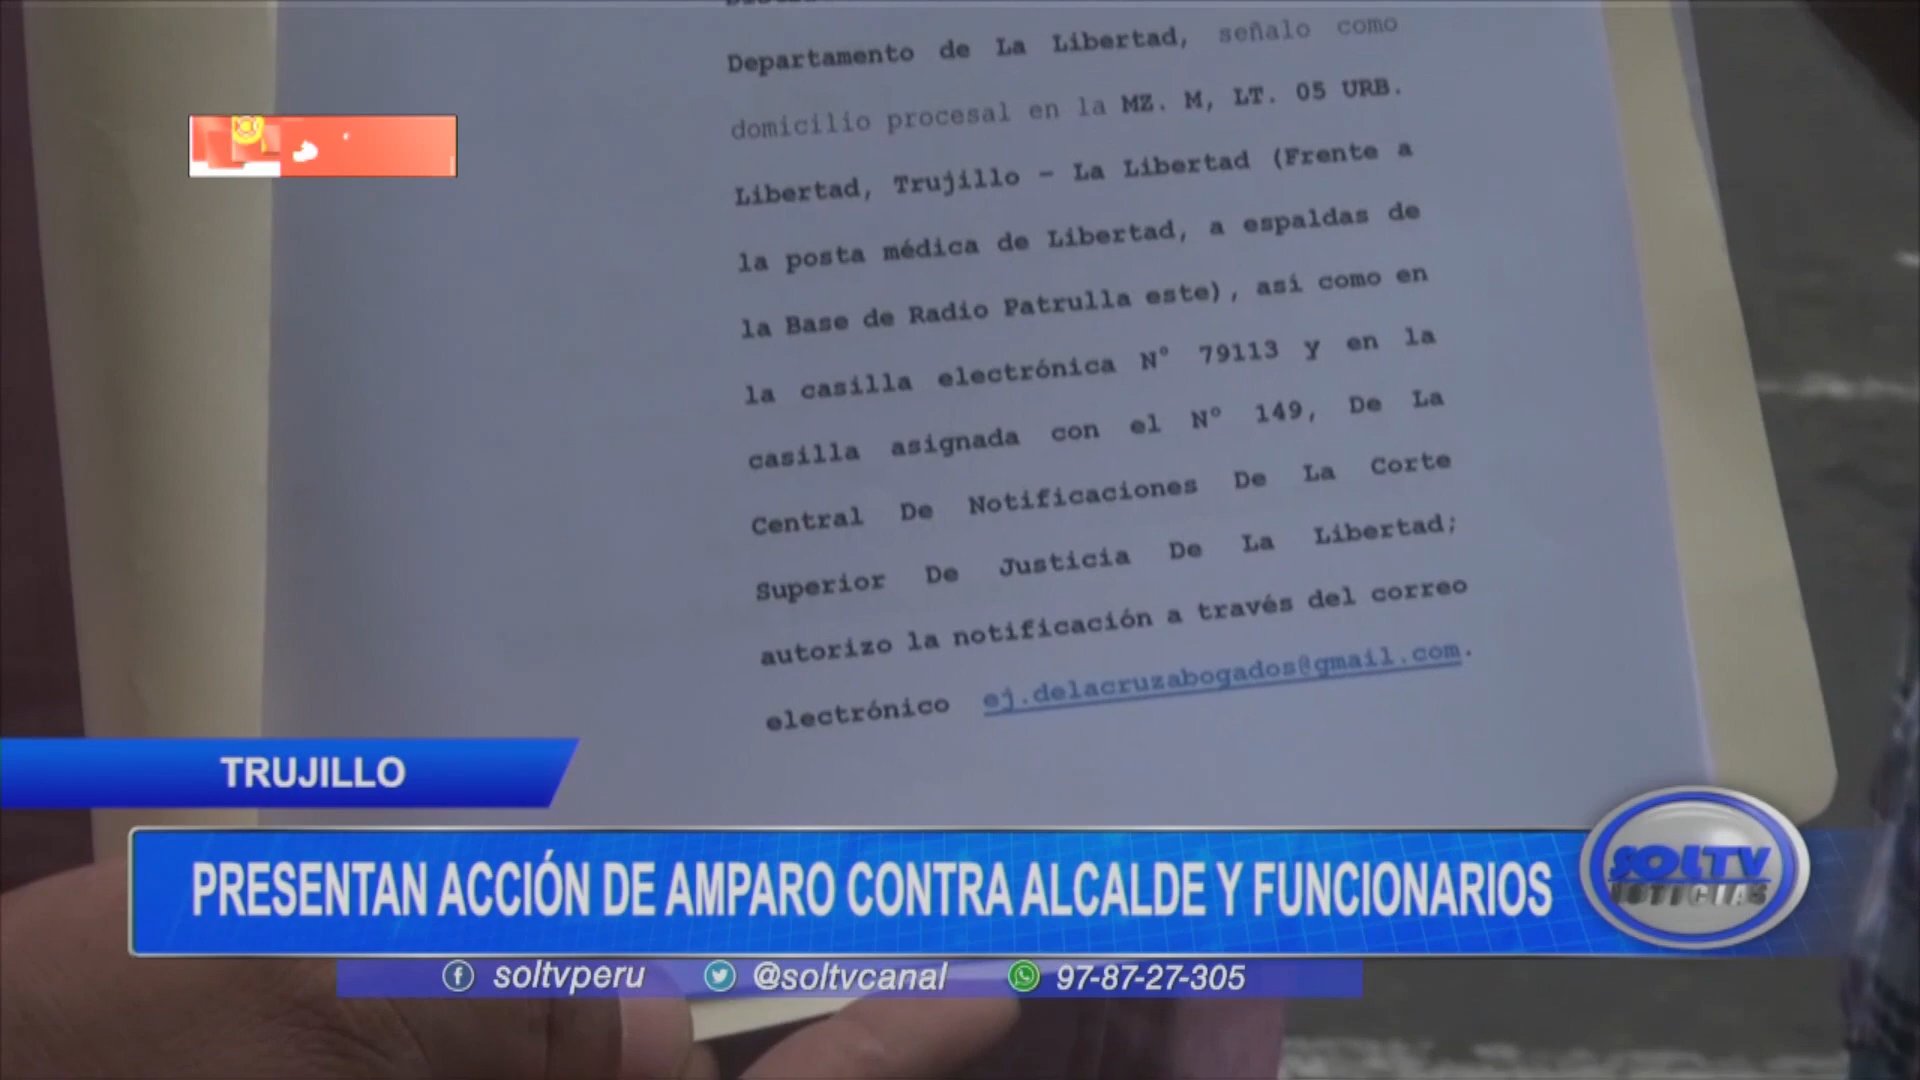 Departamento de La Libertad, señalo como
domicilio procesal en la MZ. M, LT. 05 URB.
Libertad, Trujillo - La Libertad (Frente a
la posta médica de Libertad, a espaldas de
la Base de Radio Patrulla este), así como en
la casilla electrónica N° 79113 y en la
casilla asignada con el N° 149, De La
Central De Notificaciones De La Corte
Superior De Justicia De La Libertad;
autorizo la notificación a través del correo
electrónico ej.delacruzabogados@gmail.com.
TRUJILLO
PRESENTAN ACCIÓN DE AMPARO CONTRA ALCALDE Y FUNCIONARIOS
SOLTV
NOTICIAS
soltvperu @soltvcanal 97-87-27-305